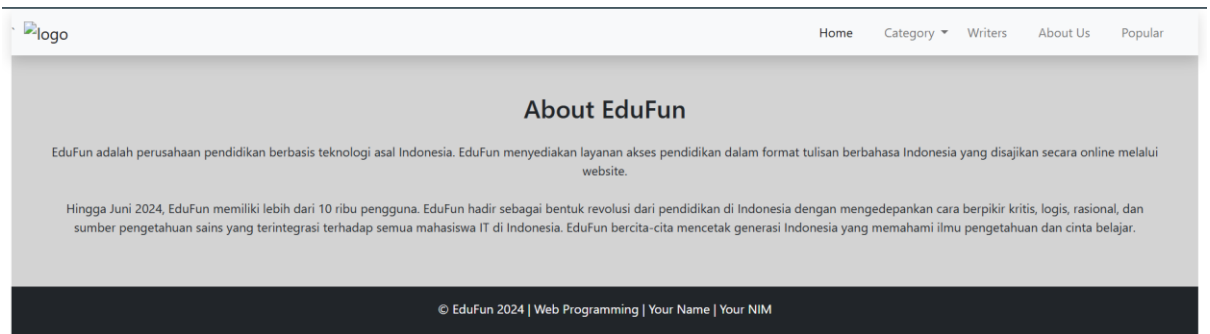 ` logo Home Category Writers About Us Popular
About EduFun
EduFun adalah perusahaan pendidikan berbasis teknologi asal Indonesia. EduFun menyediakan layanan akses pendidikan dalam format tulisan berbahasa Indonesia yang disajikan secara online melalui
website.
Hingga Juni 2024, EduFun memiliki lebih dari 10 ribu pengguna. EduFun hadir sebagai bentuk revolusi dari pendidikan di Indonesia dengan mengedepankan cara berpikir kritis, logis, rasional, dan
sumber pengetahuan sains yang terintegrasi terhadap semua mahasiswa IT di Indonesia. EduFun bercita-cita mencetak generasi Indonesia yang memahami ilmu pengetahuan dan cinta belajar.
© EduFun 2024 | Web Programming | Your Name | Your NIM